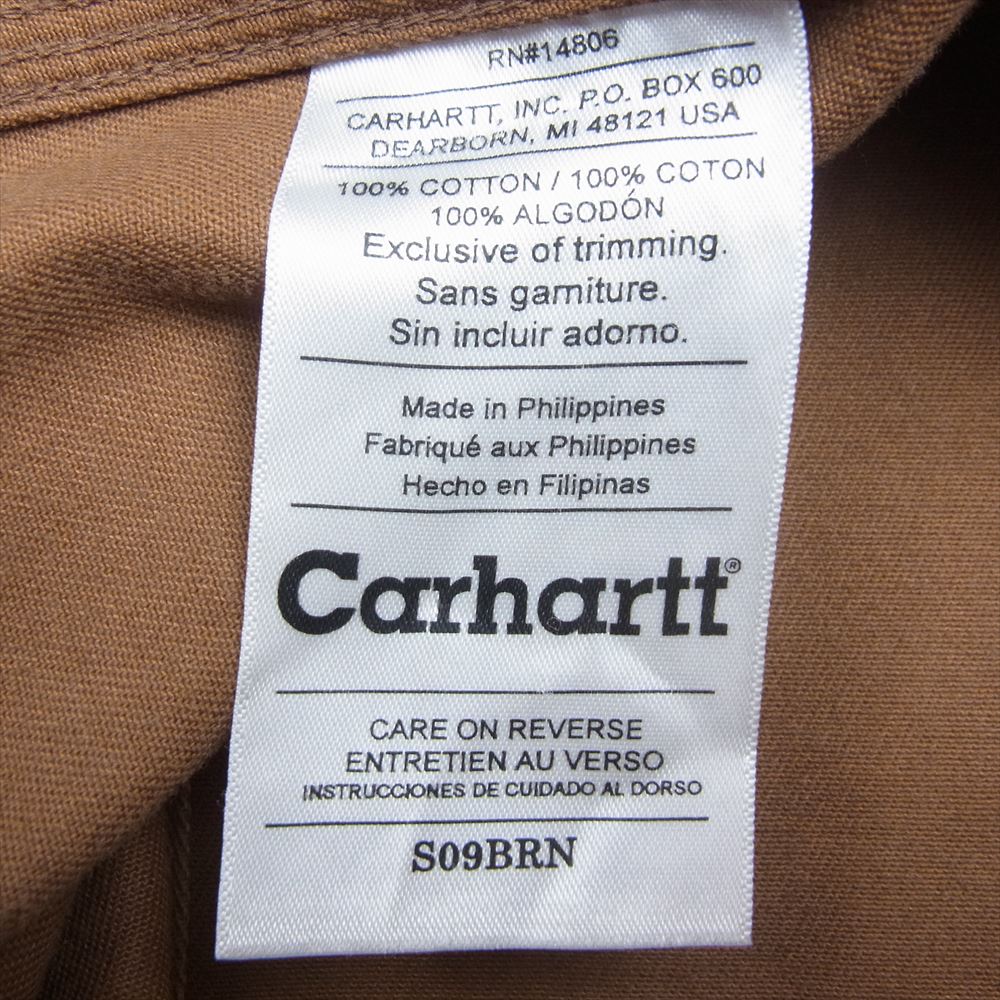 RN#14806
CARHARTT, INC. P.O. BOX 600
DEARBORN, MI 48121 USA
100% COTTON / 100% COTON
100% ALGODÓN
Exclusive of trimming.
Sans garniture.
Sin incluir adorno.
Made in Philippines
Fabriqué aux Philippines
Hecho en Filipinas
Carhartt®
CARE ON REVERSE
ENTRETIEN AU VERSO
INSTRUCCIONES DE CUIDADO AL DORSO
S09BRN